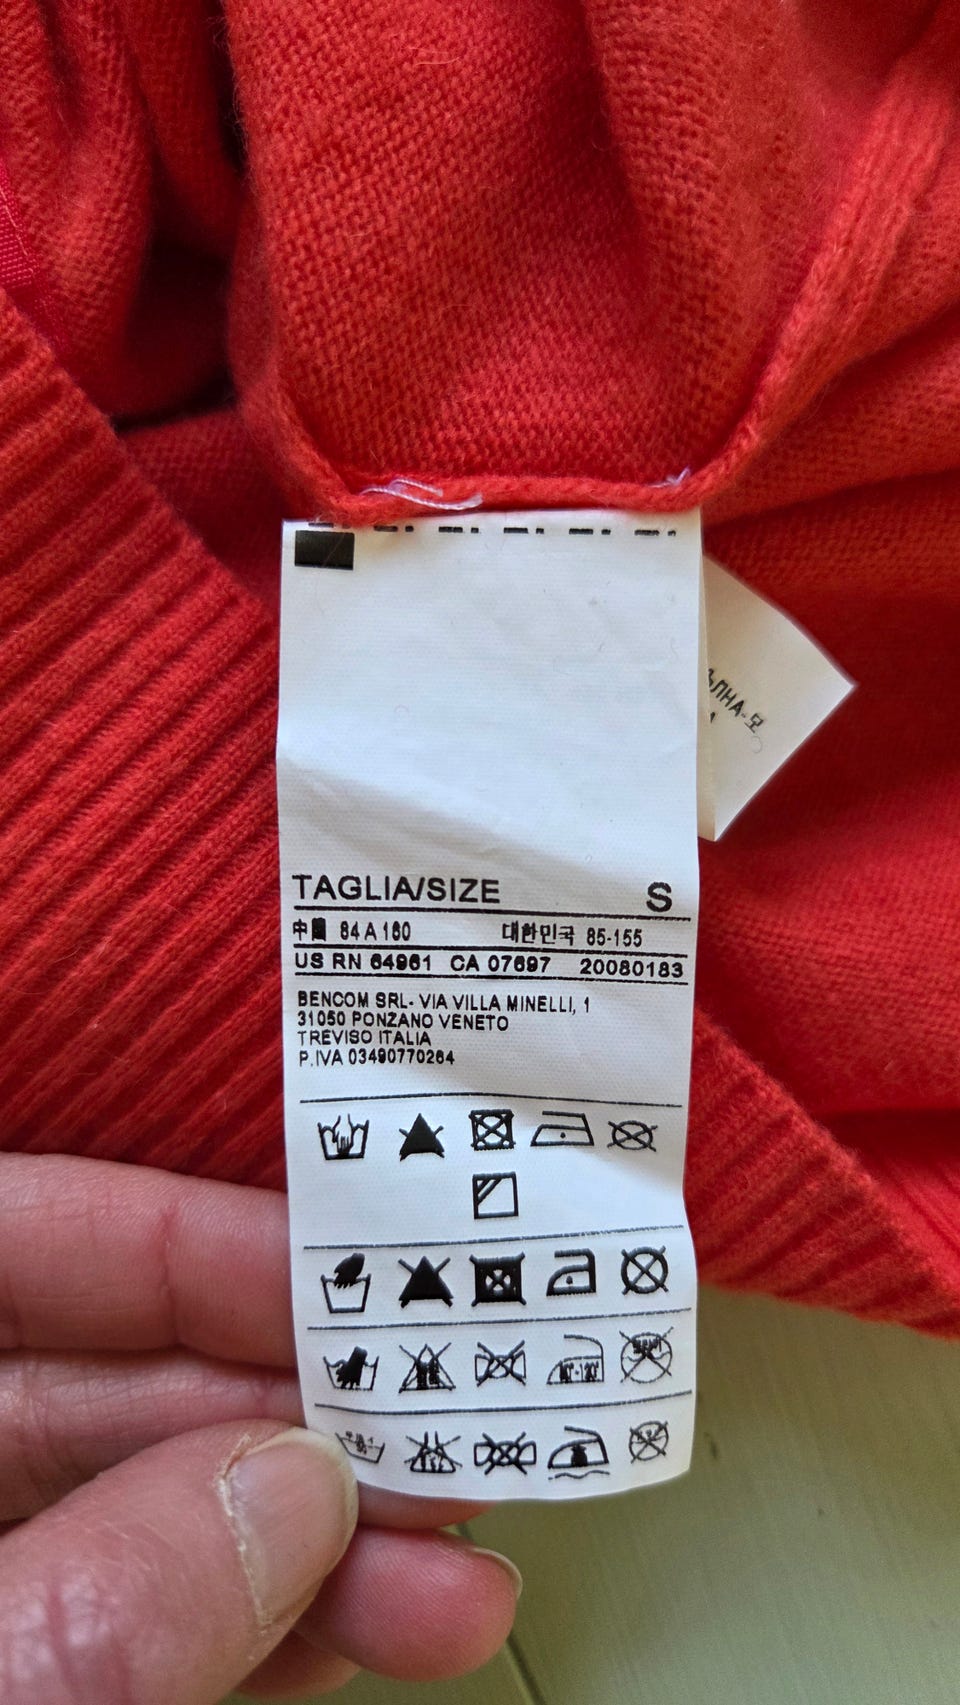 TAGLIA/SIZE S
中國 84 A 160 대한민국 85-155
US RN 64961 CA 07697 20080183
BENCOM SRL- VIA VILLA MINELLI, 1
31050 PONZANO VENETO
TREVISO ITALIA
P.IVA 03490770264